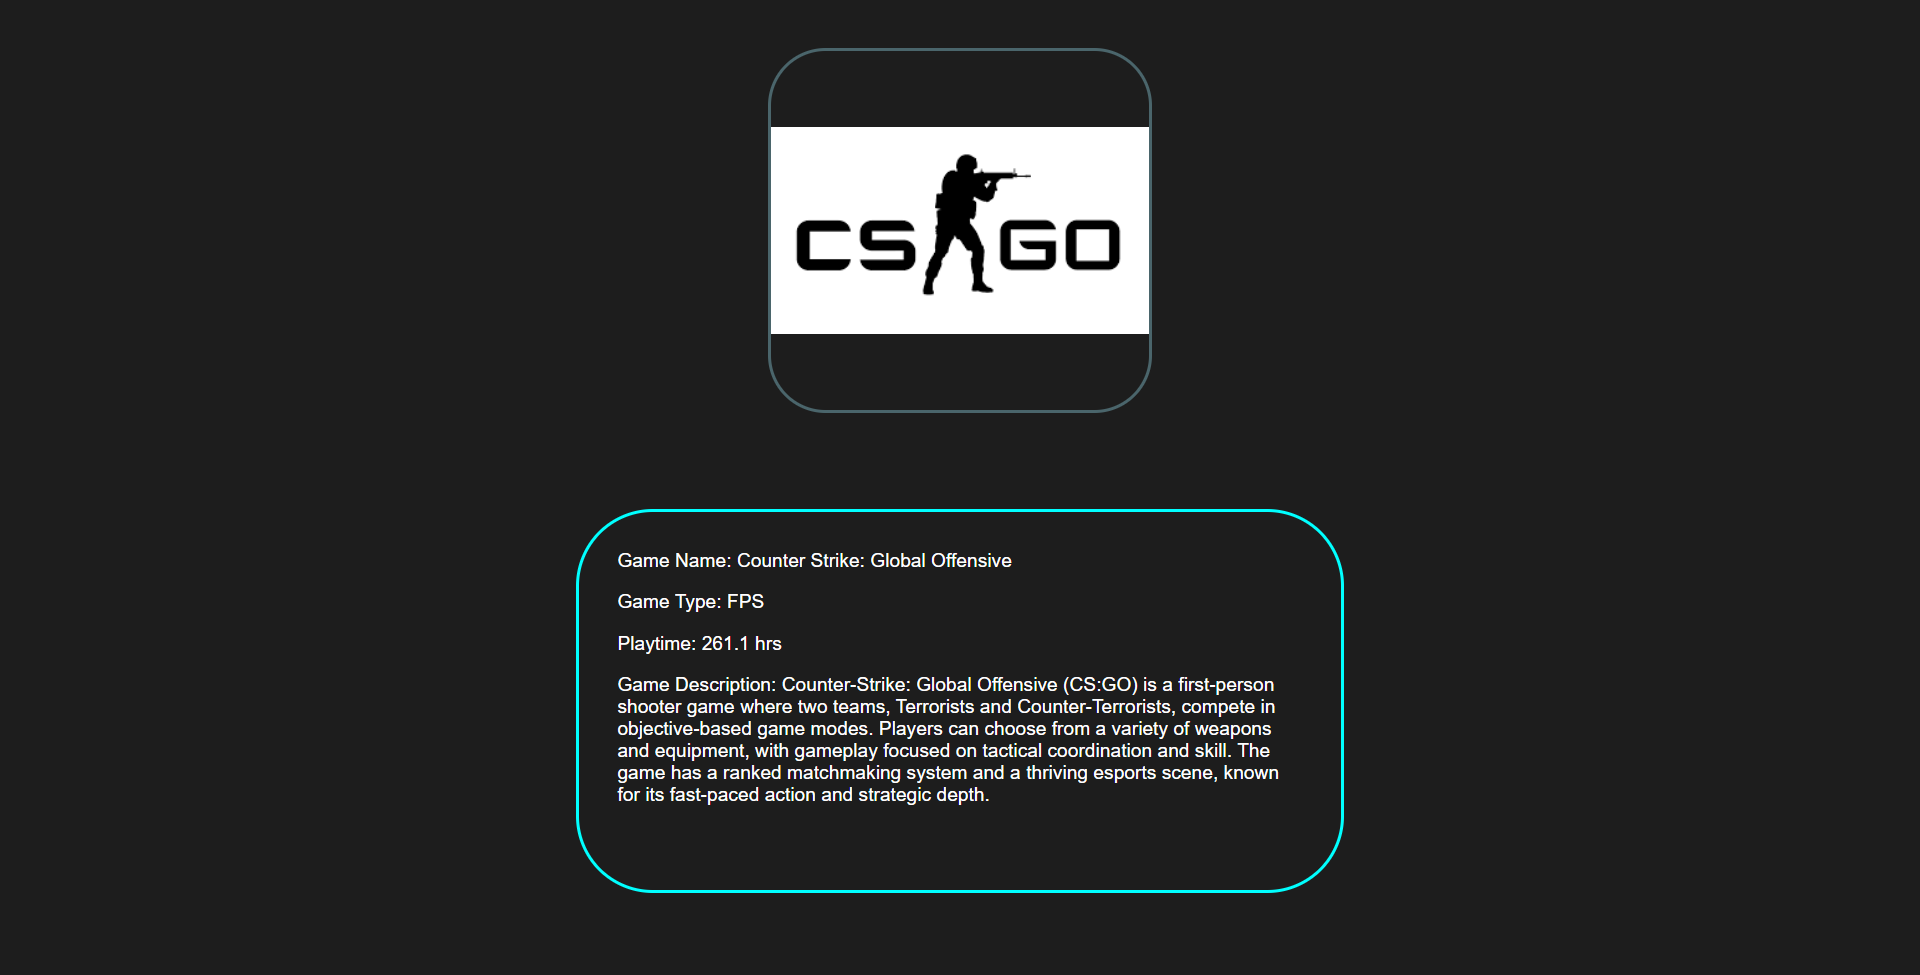 CS GO
Game Name: Counter Strike: Global Offensive
Game Type: FPS
Playtime: 261.1 hrs
Game Description: Counter-Strike: Global Offensive (CS:GO) is a first-person
shooter game where two teams, Terrorists and Counter-Terrorists, compete in
objective-based game modes. Players can choose from a variety of weapons
and equipment, with gameplay focused on tactical coordination and skill. The
game has a ranked matchmaking system and a thriving esports scene, known
for its fast-paced action and strategic depth.